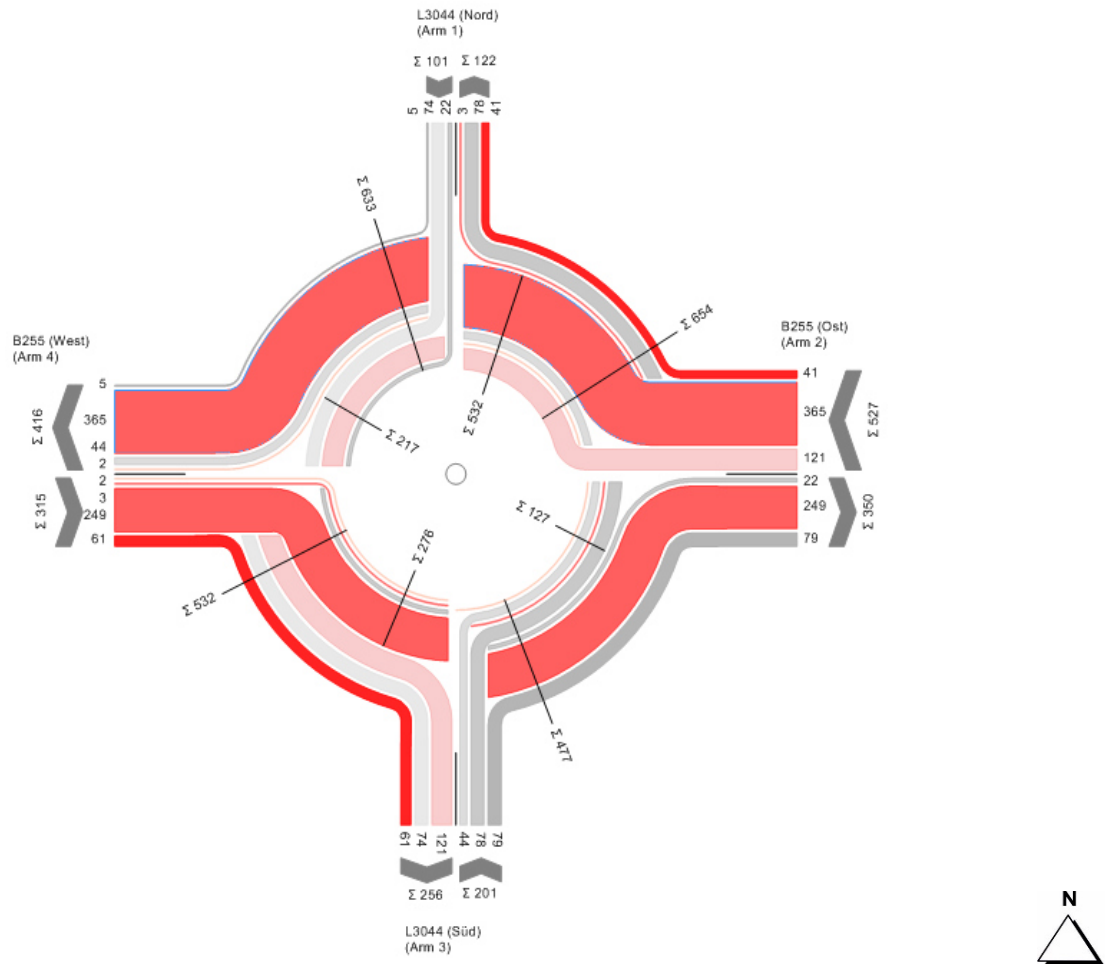 L3044 (Nord)
(Arm 1)
Σ 101
Σ 122
5
74
22
3
78
41
Σ 633
Σ 654
B255 (West)
(Arm 4)
B255 (Ost)
(Arm 2)
5
365
44
2
Σ 416
41
365
121
Σ 527
Σ 532
Σ 217
2
3
249
61
Σ 315
22
249
79
Σ 350
Σ 127
Σ 276
Σ 532
Σ 477
61
74
121
44
78
79
Σ 256
Σ 201
L3044 (Süd)
(Arm 3)
N